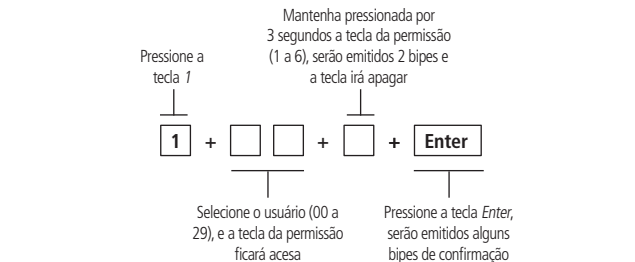 Mantenha pressionada por
3 segundos a tecla da permissão
(1 a 6), serão emitidos 2 bipes e
a tecla irá apagar
Pressione a
tecla 1
1 + + + Enter
Selecione o usuário (00 a
29), e a tecla da permissão
ficará acesa
Pressione a tecla Enter,
serão emitidos alguns
bipes de confirmação